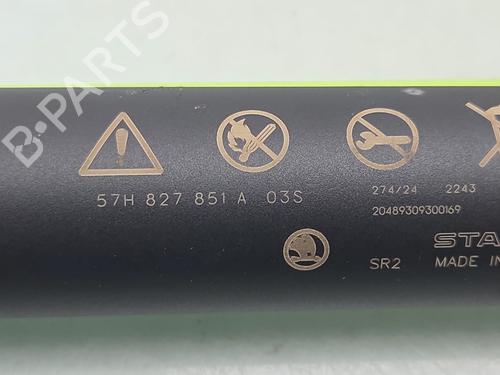 B-PARTS
57H 827 851 A 03S
274/24 2243
20489309300169
STA
SR2 MADE IN